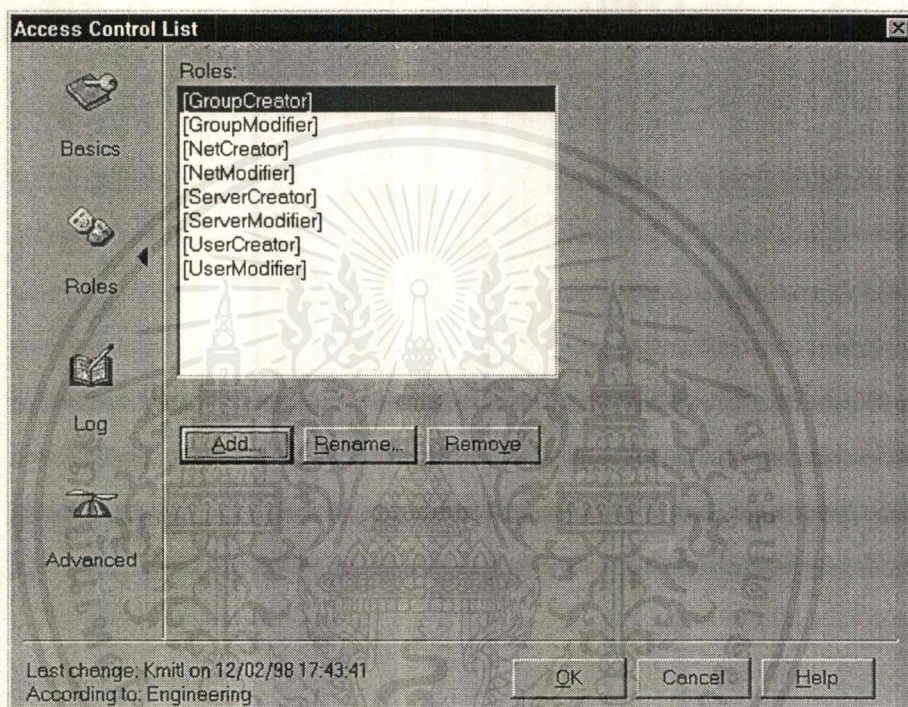 Access Control List
Basics
Roles
Log
Advanced
Roles:
[GroupCreator]
[GroupModifier]
[NetCreator]
[NetModifier]
[ServerCreator]
[ServerModifier]
[UserCreator]
[UserModifier]
Add...
Rename...
Remove
Last change: Kmitl on 12/02/98 17:43:41
According to: Engineering
OK
Cancel
Help